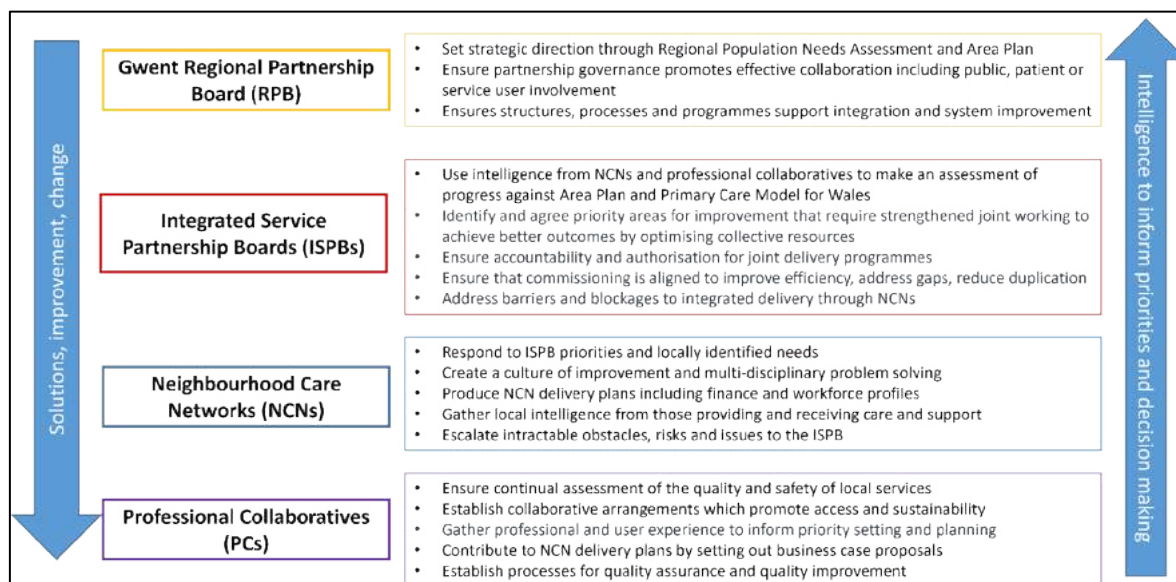 Solutions, improvement, change
Gwent Regional Partnership
Board (RPB)
• Set strategic direction through Regional Population Needs Assessment and Area Plan
• Ensure partnership governance promotes effective collaboration including public, patient or
service user involvement
• Ensures structures, processes and programmes support integration and system improvement
Integrated Service
Partnership Boards (ISPBs)
• Use intelligence from NCNs and professional collaboratives to make an assessment of
progress against Area Plan and Primary Care Model for Wales
• Identify and agree priority areas for improvement that require strengthened joint working to
achieve better outcomes by optimising collective resources
• Ensure accountability and authorisation for joint delivery programmes
• Ensure that commissioning is aligned to improve efficiency, address gaps, reduce duplication
• Address barriers and blockages to integrated delivery through NCNs
Neighbourhood Care
Networks (NCNs)
• Respond to ISPB priorities and locally identified needs
• Create a culture of improvement and multi-disciplinary problem solving
• Produce NCN delivery plans including finance and workforce profiles
• Gather local intelligence from those providing and receiving care and support
• Escalate intractable obstacles, risks and issues to the ISPB
Professional Collaboratives
(PCs)
• Ensure continual assessment of the quality and safety of local services
• Establish collaborative arrangements which promote access and sustainability
• Gather professional and user experience to inform priority setting and planning
• Contribute to NCN delivery plans by setting out business case proposals
• Establish processes for quality assurance and quality improvement
Intelligence to inform priorities and decision making